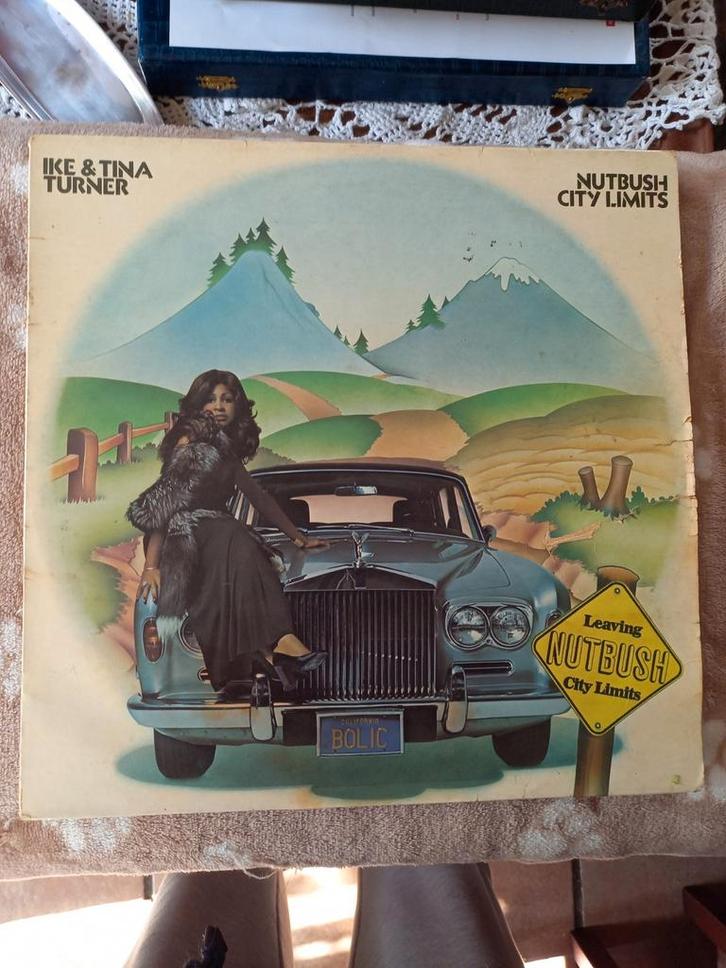 IKE & TINA
TURNER
NUTBUSH
CITY LIMITS
Leaving
NUTBUSH
City Limits
CALIFORNIA
BOLIC